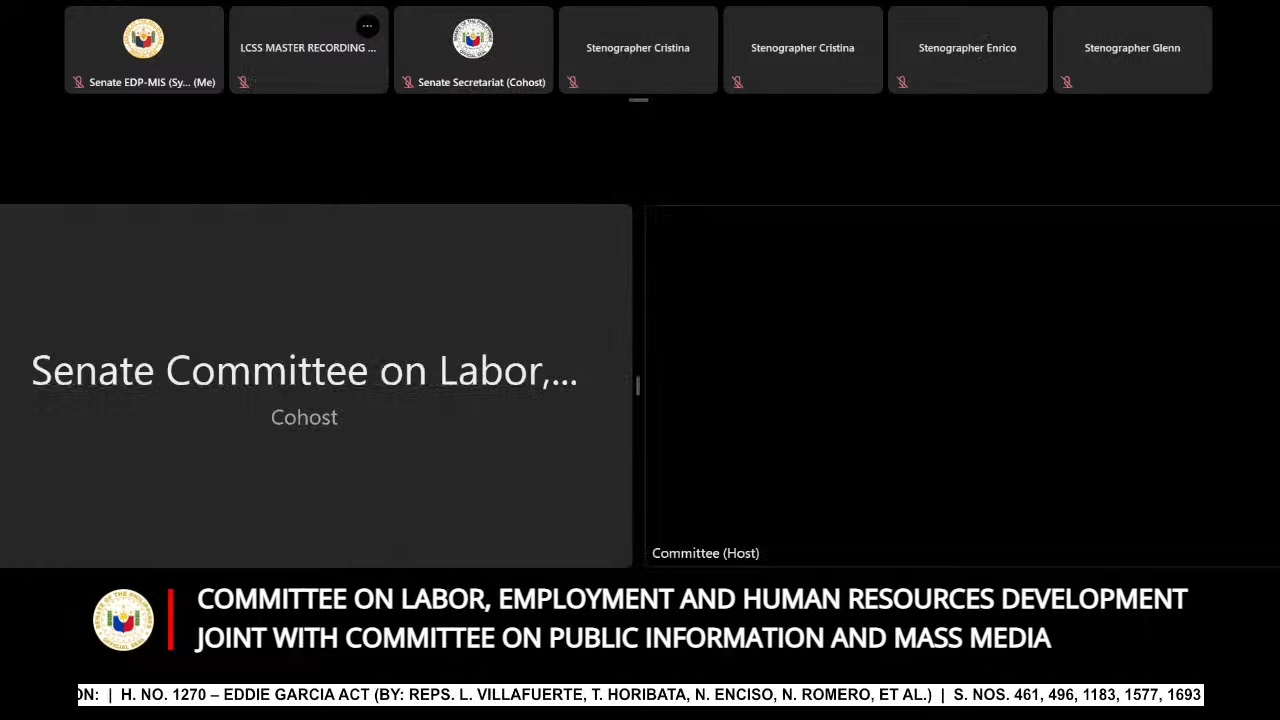 Senate EDP-MIS (Sy... (Me)
LCSS MASTER RECORDING ...
Senate Secretariat (Cohost)
Stenographer Cristina
Stenographer Cristina
Stenographer Enrico
Stenographer Glenn
Senate Committee on Labor,...
Cohost
Committee (Host)
COMMITTEE ON LABOR, EMPLOYMENT AND HUMAN RESOURCES DEVELOPMENT
JOINT WITH COMMITTEE ON PUBLIC INFORMATION AND MASS MEDIA
ON: | H. NO. 1270 – EDDIE GARCIA ACT (BY: REPS. L. VILLAFUERTE, T. HORIBATA, N. ENCISO, N. ROMERO, ET AL.) | S. NOS. 461, 496, 1183, 1577, 1693